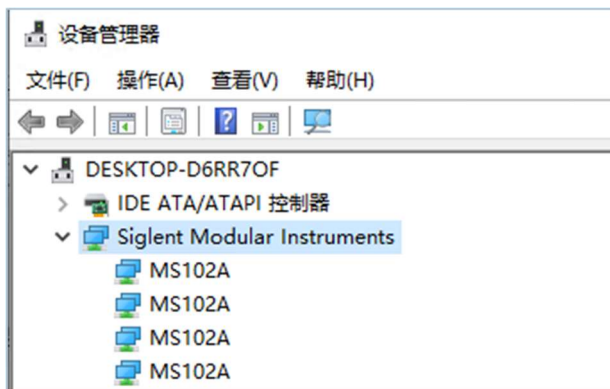 设备管理器
文件(F) 操作(A) 查看(V) 帮助(H)
DESKTOP-D6RR7OF
IDE ATA/ATAPI 控制器
Siglent Modular Instruments
MS102A
MS102A
MS102A
MS102A